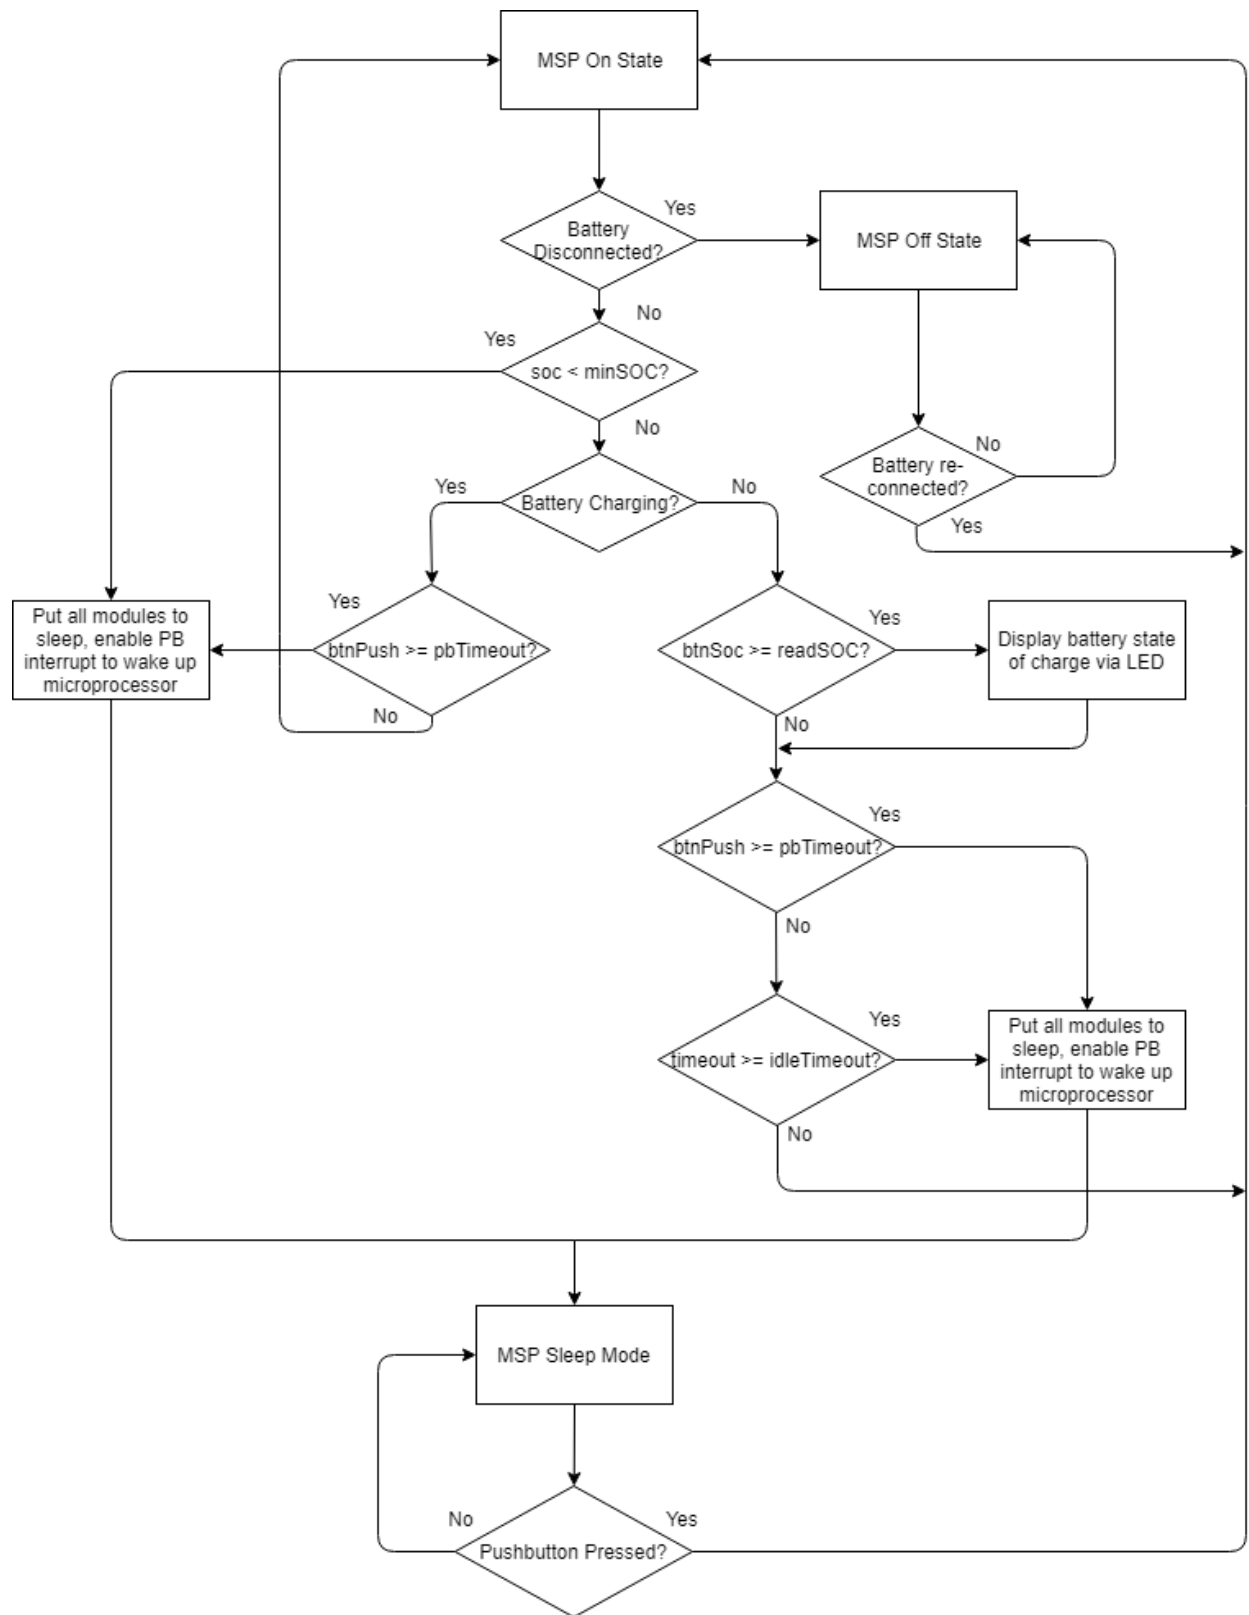 MSP On State
Yes
Battery
Disconnected?
MSP Off State
No
Yes
soc < minSOC?
No
No
Battery re-
connected?
Yes
Yes
Battery Charging?
No
Yes
Put all modules to
sleep, enable PB
interrupt to wake up
microprocessor
btnPush >= pbTimeout?
No
Yes
btnSoc >= readSOC?
Display battery state
of charge via LED
No
Yes
btnPush >= pbTimeout?
No
Yes
timeout >= idleTimeout?
Put all modules to
sleep, enable PB
interrupt to wake up
microprocessor
No
MSP Sleep Mode
No
Yes
Pushbutton Pressed?